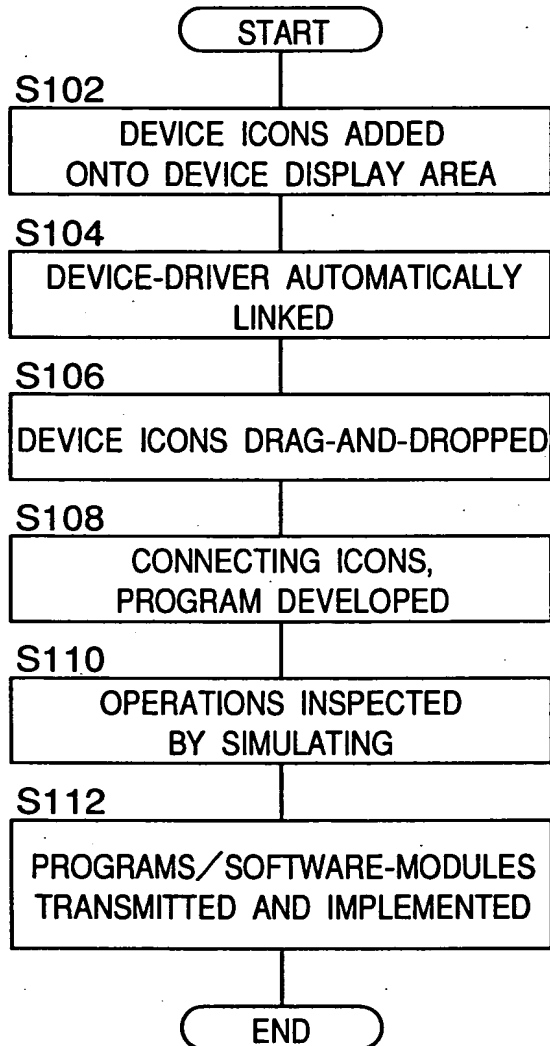 START
S102
DEVICE ICONS ADDED
ONTO DEVICE DISPLAY AREA
S104
DEVICE-DRIVER AUTOMATICALLY
LINKED
S106
DEVICE ICONS DRAG-AND-DROPPED
S108
CONNECTING ICONS,
PROGRAM DEVELOPED
S110
OPERATIONS INSPECTED
BY SIMULATING
S112
PROGRAMS/SOFTWARE-MODULES
TRANSMITTED AND IMPLEMENTED
END